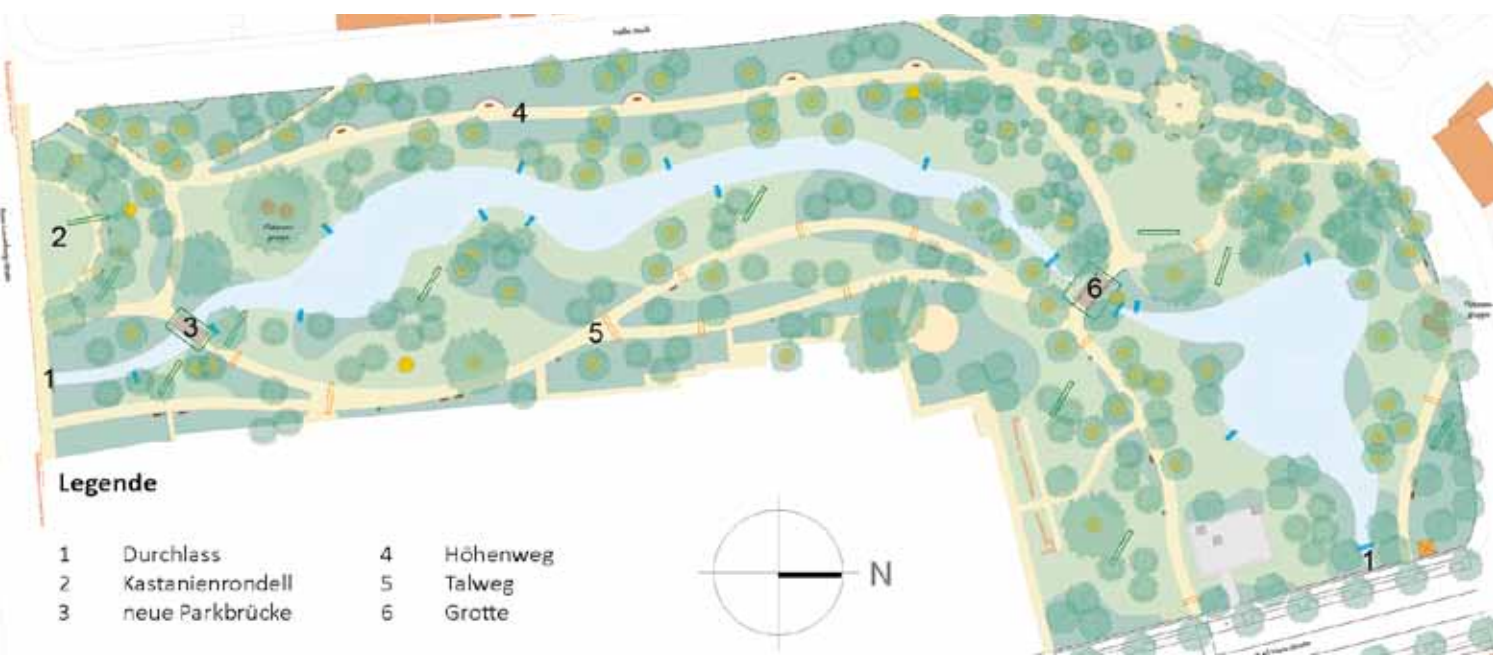 4
2
3
6
5
1
1
Legende
1 Durchlass
2 Kastanienrondell
3 neue Parkbrücke
4 Höhenweg
5 Talweg
6 Grotte
N